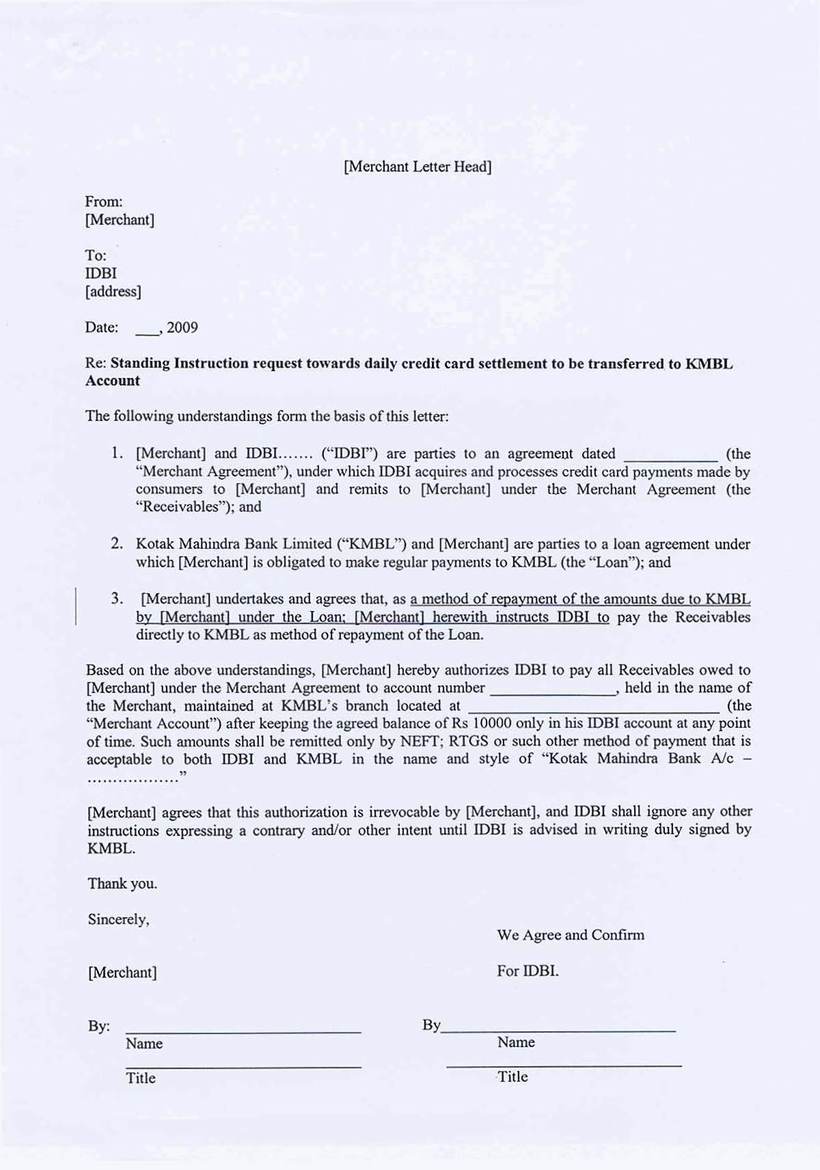 [Merchant Letter Head]
From:
[Merchant]
To:
IDBI
[address]
Date: ___, 2009
Re: Standing Instruction request towards daily credit card settlement to be transferred to KMBL
Account
The following understandings form the basis of this letter:
1. [Merchant] and IDBI....... (“IDBI”) are parties to an agreement dated ____________ (the
“Merchant Agreement”), under which IDBI acquires and processes credit card payments made by
consumers to [Merchant] and remits to [Merchant] under the Merchant Agreement (the
“Receivables”); and
2. Kotak Mahindra Bank Limited (“KMBL”) and [Merchant] are parties to a loan agreement under
which [Merchant] is obligated to make regular payments to KMBL (the “Loan”); and
3. [Merchant] undertakes and agrees that, as a method of repayment of the amounts due to KMBL
by [Merchant] under the Loan; [Merchant] herewith instructs IDBI to pay the Receivables
directly to KMBL as method of repayment of the Loan.
Based on the above understandings, [Merchant] hereby authorizes IDBI to pay all Receivables owed to
[Merchant] under the Merchant Agreement to account number ________________, held in the name of
the Merchant, maintained at KMBL’s branch located at ________________________________ (the
“Merchant Account”) after keeping the agreed balance of Rs 10000 only in his IDBI account at any point
of time. Such amounts shall be remitted only by NEFT; RTGS or such other method of payment that is
acceptable to both IDBI and KMBL in the name and style of “Kotak Mahindra Bank A/c –
..................”
[Merchant] agrees that this authorization is irrevocable by [Merchant], and IDBI shall ignore any other
instructions expressing a contrary and/or other intent until IDBI is advised in writing duly signed by
KMBL.
Thank you.
Sincerely,
We Agree and Confirm
[Merchant] For IDBI.
By: ______________________________ By______________________________
Name Name
Title Title